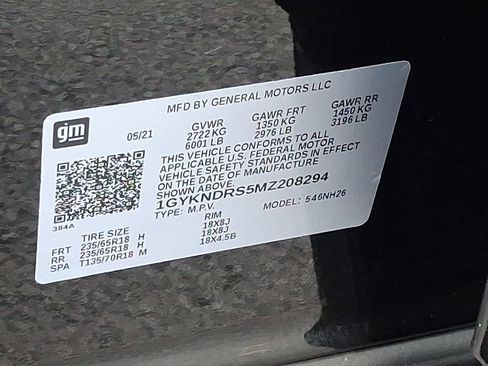 MFD BY GENERAL MOTORS LLC
gm
05/21
GVWR GAWR FRT GAWR RR
2722 KG 1350 KG 1450 KG
6001 LB 2976 LB 3196 LB
THIS VEHICLE CONFORMS TO ALL
APPLICABLE U.S. FEDERAL MOTOR
VEHICLE SAFETY STANDARDS IN EFFECT
ON THE DATE OF MANUFACTURE
SHOWN ABOVE.
1GYKNDRS5MZ208294
TYPE: M.P.V. MODEL: 546NH26
384A
TIRE SIZE RIM
FRT 235/65R18 H 18X8J
RR 235/65R18 H 18X8J
SPA T135/70R18 M 18X4.5B